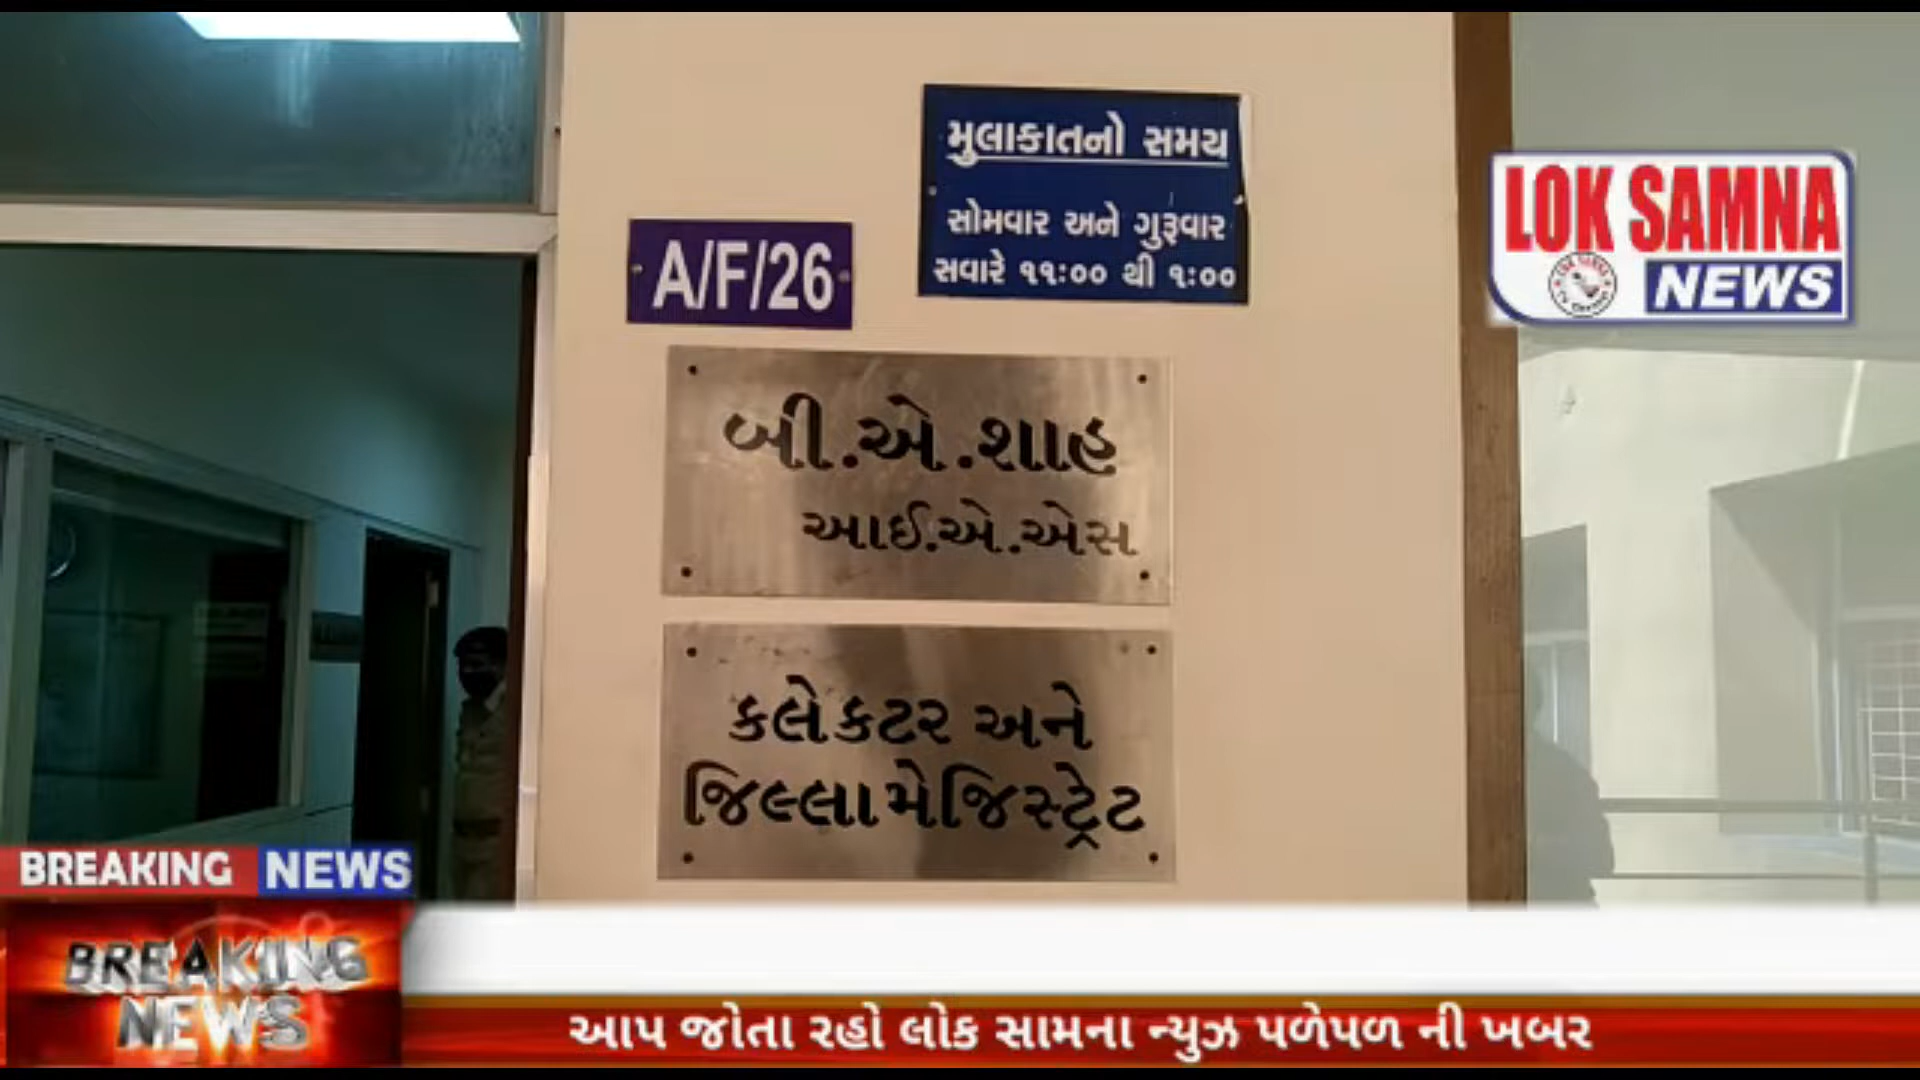 મુલાકાતનો સમય
સોમવાર અને ગુરૂવાર
સવારે ૧૧:૦૦ થી ૧:૦૦
A/F/26
LOK SAMNA
NEWS
બી.એ.શાહ
આઈ.એ.એસ
કલેકટર અને
જિલ્લામેજિસ્ટ્રેટ
BREAKING NEWS
BREAKING
NEWS
આપ જોતા રહો લોક સામના ન્યુઝ પળેપળ ની ખબર